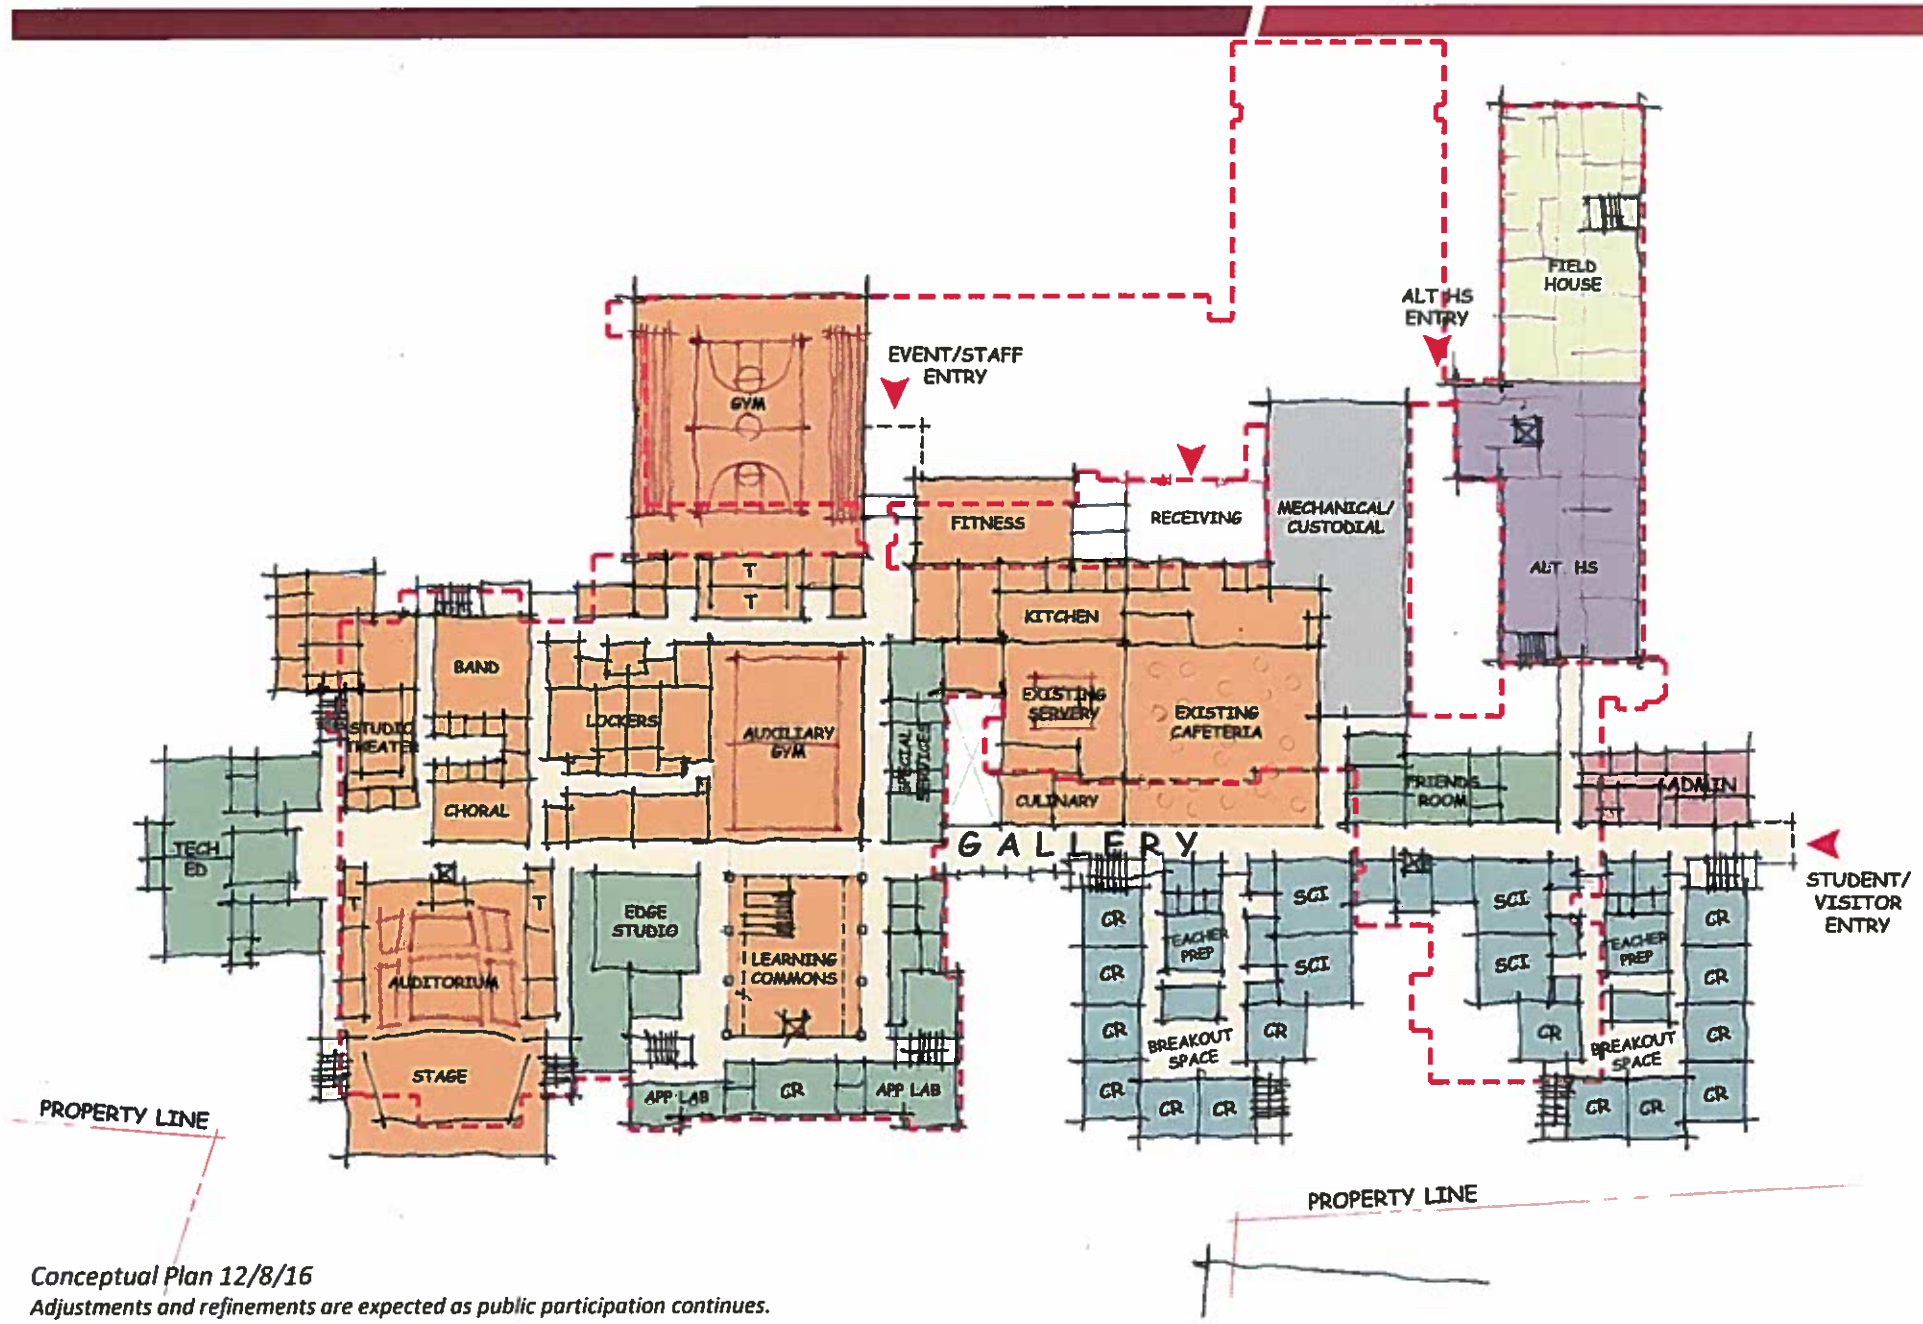 FIELD
HOUSE
ALT HS
ENTRY
EVENT/STAFF
ENTRY
GYM
FITNESS
RECEIVING
MECHANICAL/
CUSTODIAL
ALT. HS
T
T
KITCHEN
BAND
LOCKERS
STUDIO
THEATER
AUXILIARY
GYM
SPECIAL
SERVICES
EXISTING
SERVERY
EXISTING
CAFETERIA
CULINARY
CHORAL
FRIENDS
ROOM
ADMIN
GALLERY
TECH
ED
STUDENT/
VISITOR
ENTRY
T
T
AUDITORIUM
STAGE
EDGE
STUDIO
LEARNING
COMMONS
APP LAB
CR
APP LAB
CR
CR
CR
CR
CR
CR
CR
TEACHER
PREP
BREAKOUT
SPACE
SCI
SCI
SCI
SCI
CR
TEACHER
PREP
BREAKOUT
SPACE
CR
CR
CR
CR
CR
CR
PROPERTY LINE
PROPERTY LINE
Conceptual Plan 12/8/16
Adjustments and refinements are expected as public participation continues.